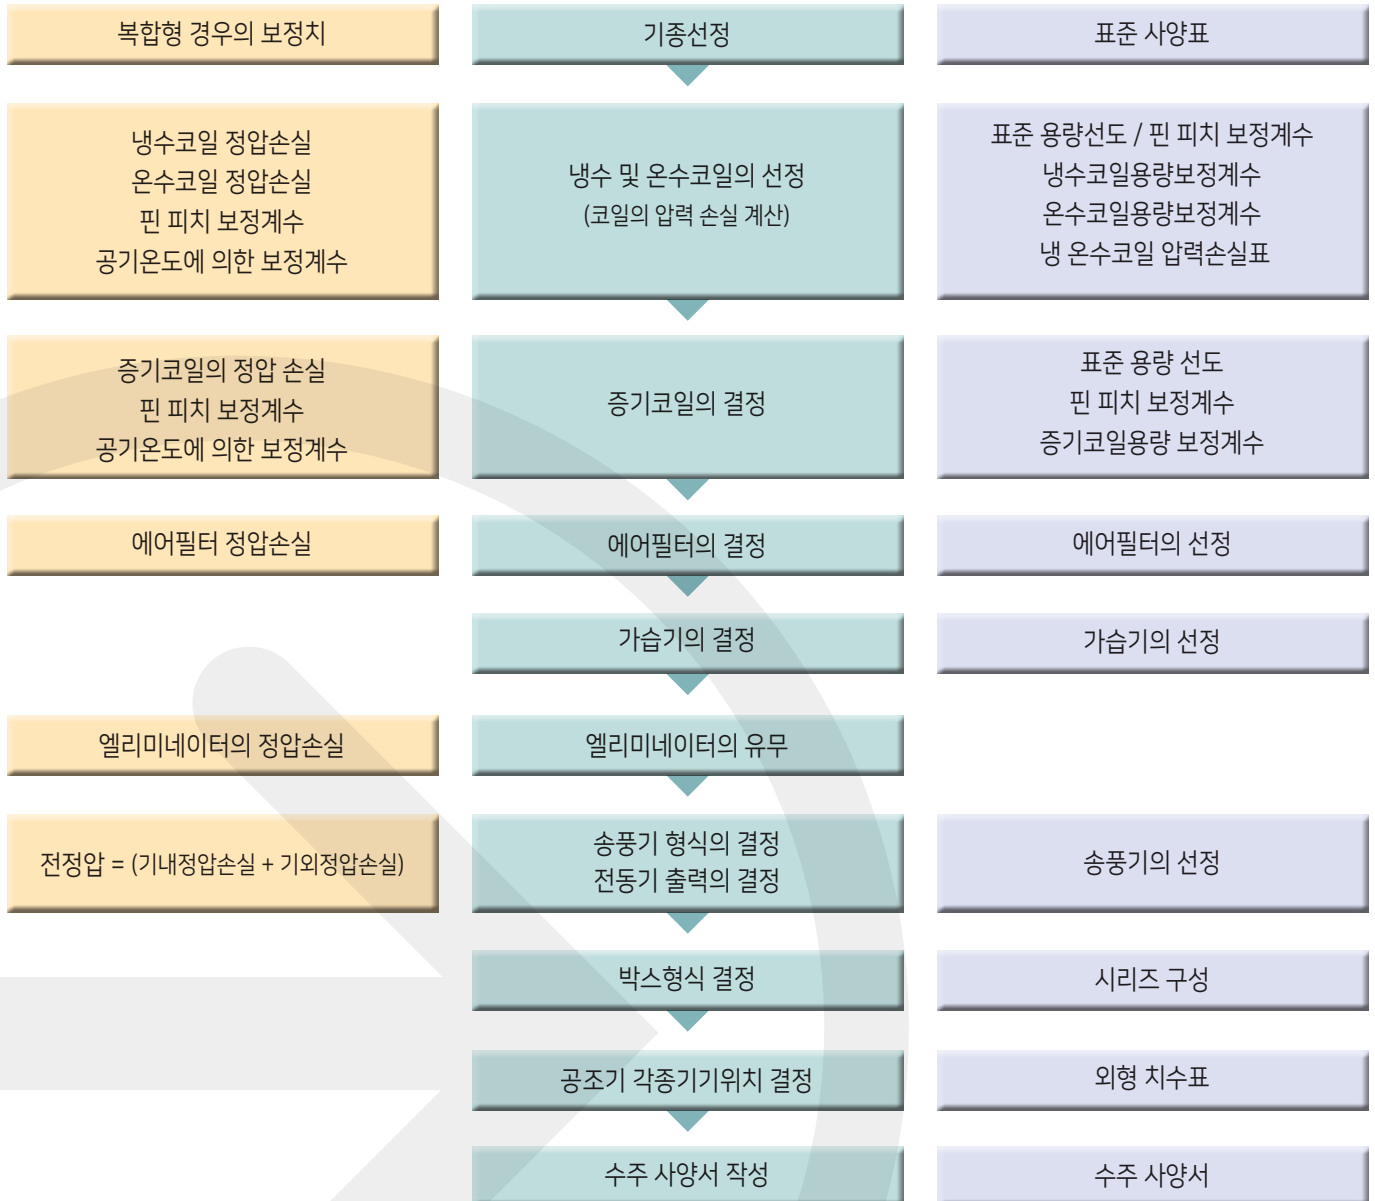 복합형 경우의 보정치
기종선정
표준 사양표
냉수코일 정압손실
온수코일 정압손실
핀 피치 보정계수
공기온도에 의한 보정계수
냉수 및 온수코일의 선정
(코일의 압력 손실 계산)
표준 용량선도 / 핀 피치 보정계수
냉수코일용량보정계수
온수코일용량보정계수
냉 온수코일 압력손실표
증기코일의 정압 손실
핀 피치 보정계수
공기온도에 의한 보정계수
증기코일의 결정
표준 용량 선도
핀 피치 보정계수
증기코일용량 보정계수
에어필터 정압손실
에어필터의 결정
에어필터의 선정
가습기의 결정
가습기의 선정
엘리미네이터의 정압손실
엘리미네이터의 유무
전정압 = (기내정압손실 + 기외정압손실)
송풍기 형식의 결정
전동기 출력의 결정
송풍기의 선정
박스형식 결정
시리즈 구성
공조기 각종기기위치 결정
외형 치수표
수주 사양서 작성
수주 사양서